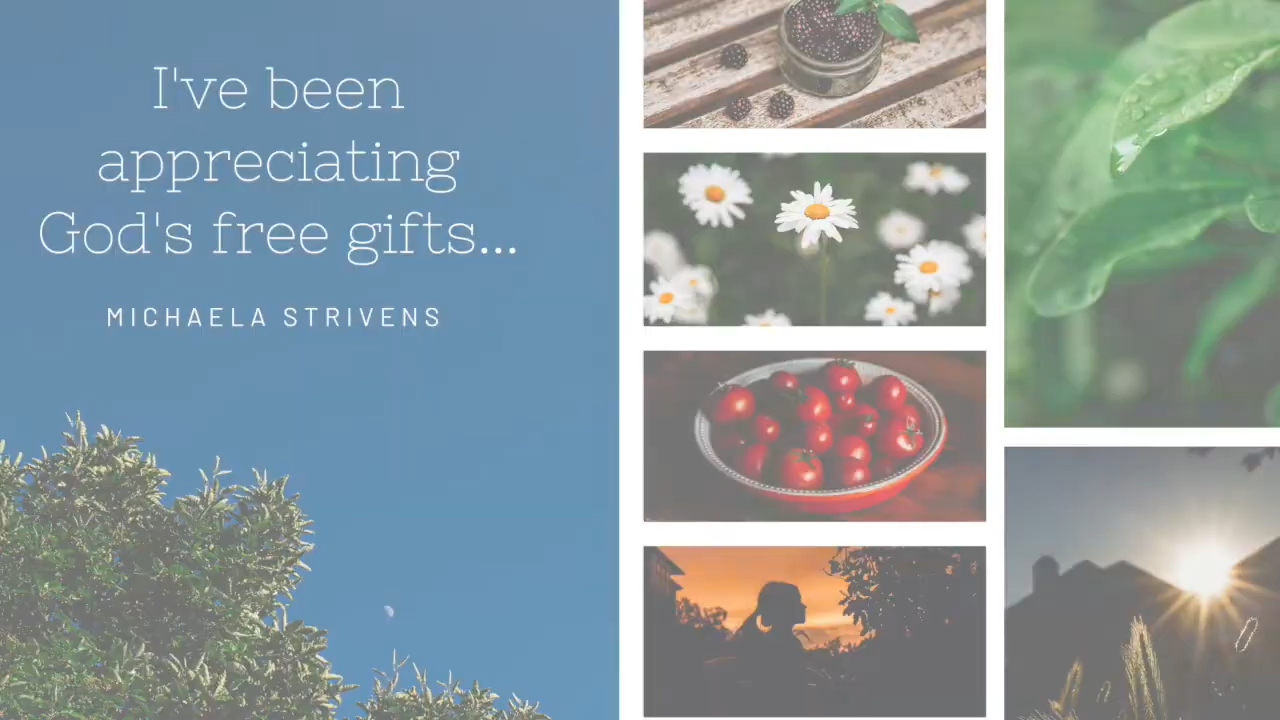 I've been
appreciating
God's free gifts...
MICHAELA STRIVENS